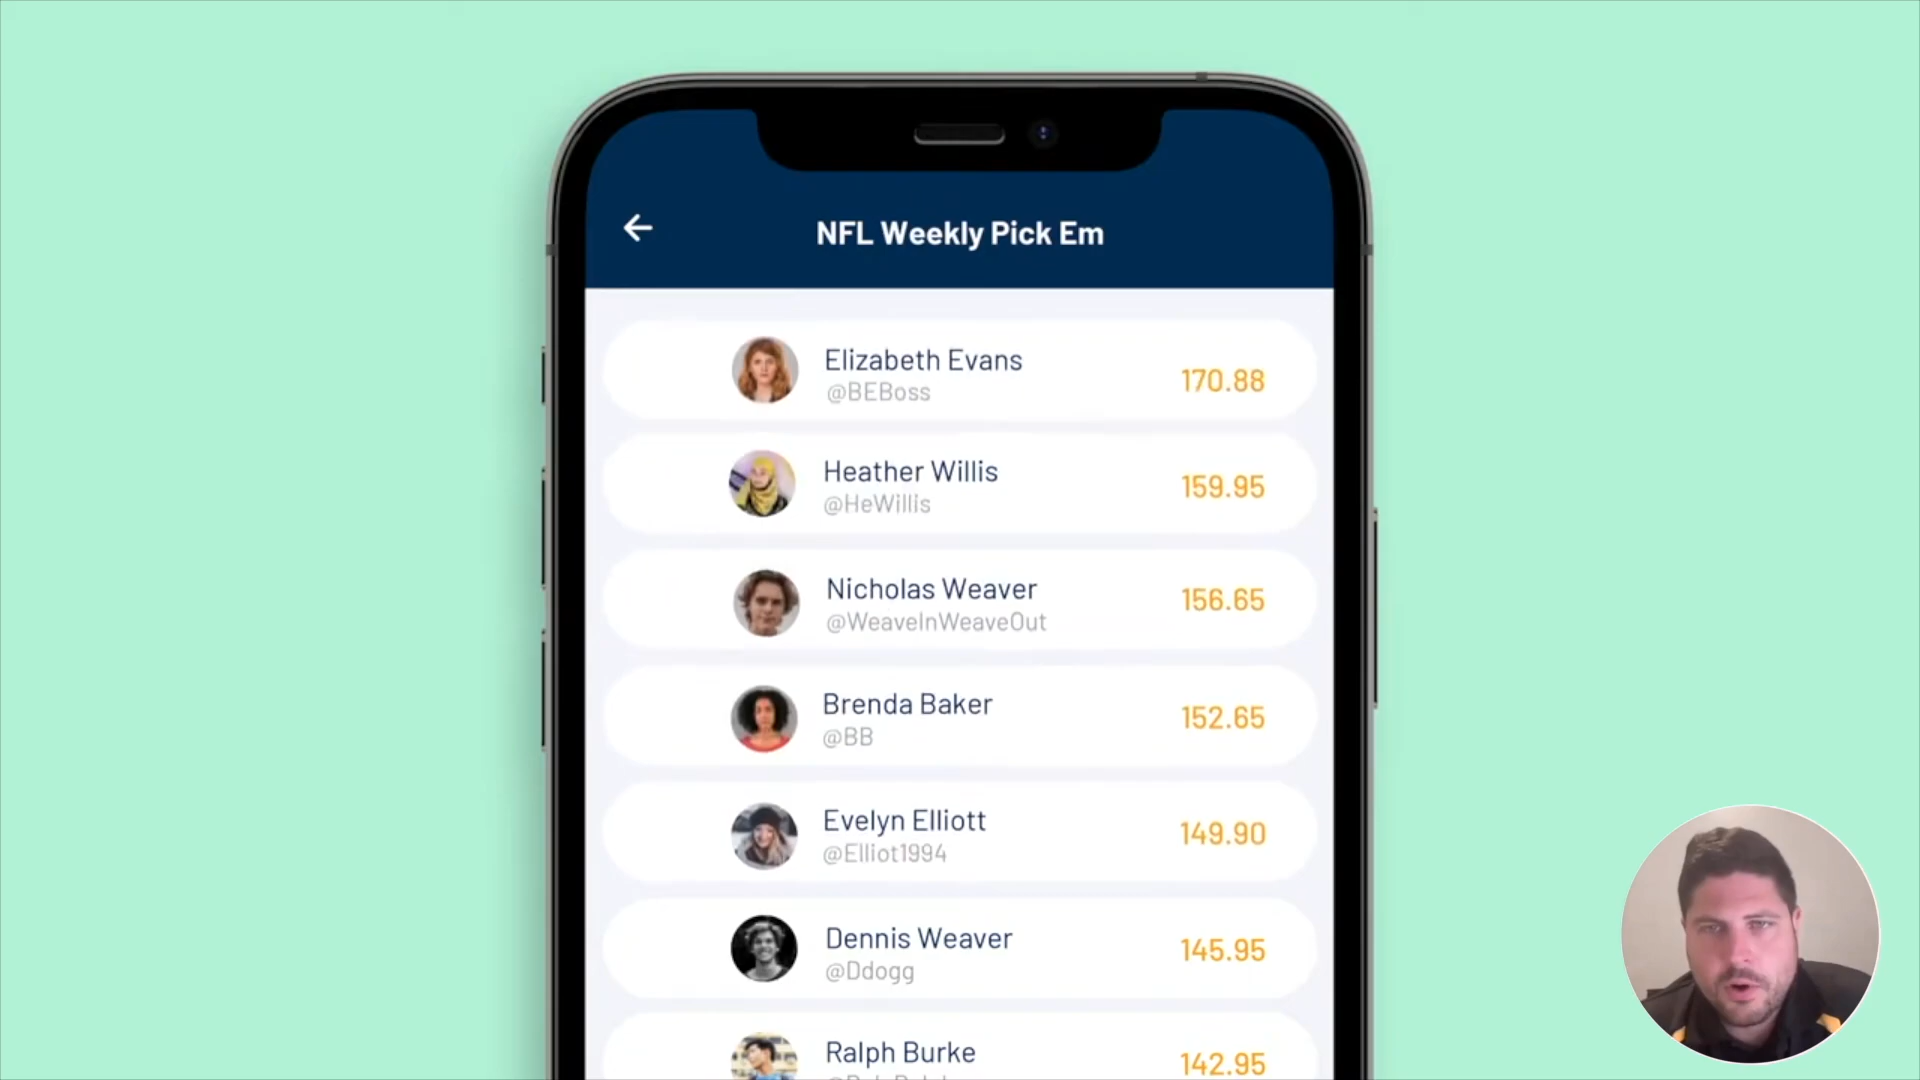 NFL Weekly Pick Em
Elizabeth Evans
@BEBoss
170.88
Heather Willis
@HeWillis
159.95
Nicholas Weaver
@WeaveInWeaveOut
156.65
Brenda Baker
@BB
152.65
Evelyn Elliott
@Elliot1994
149.90
Dennis Weaver
@Ddogg
145.95
Ralph Burke
142.95